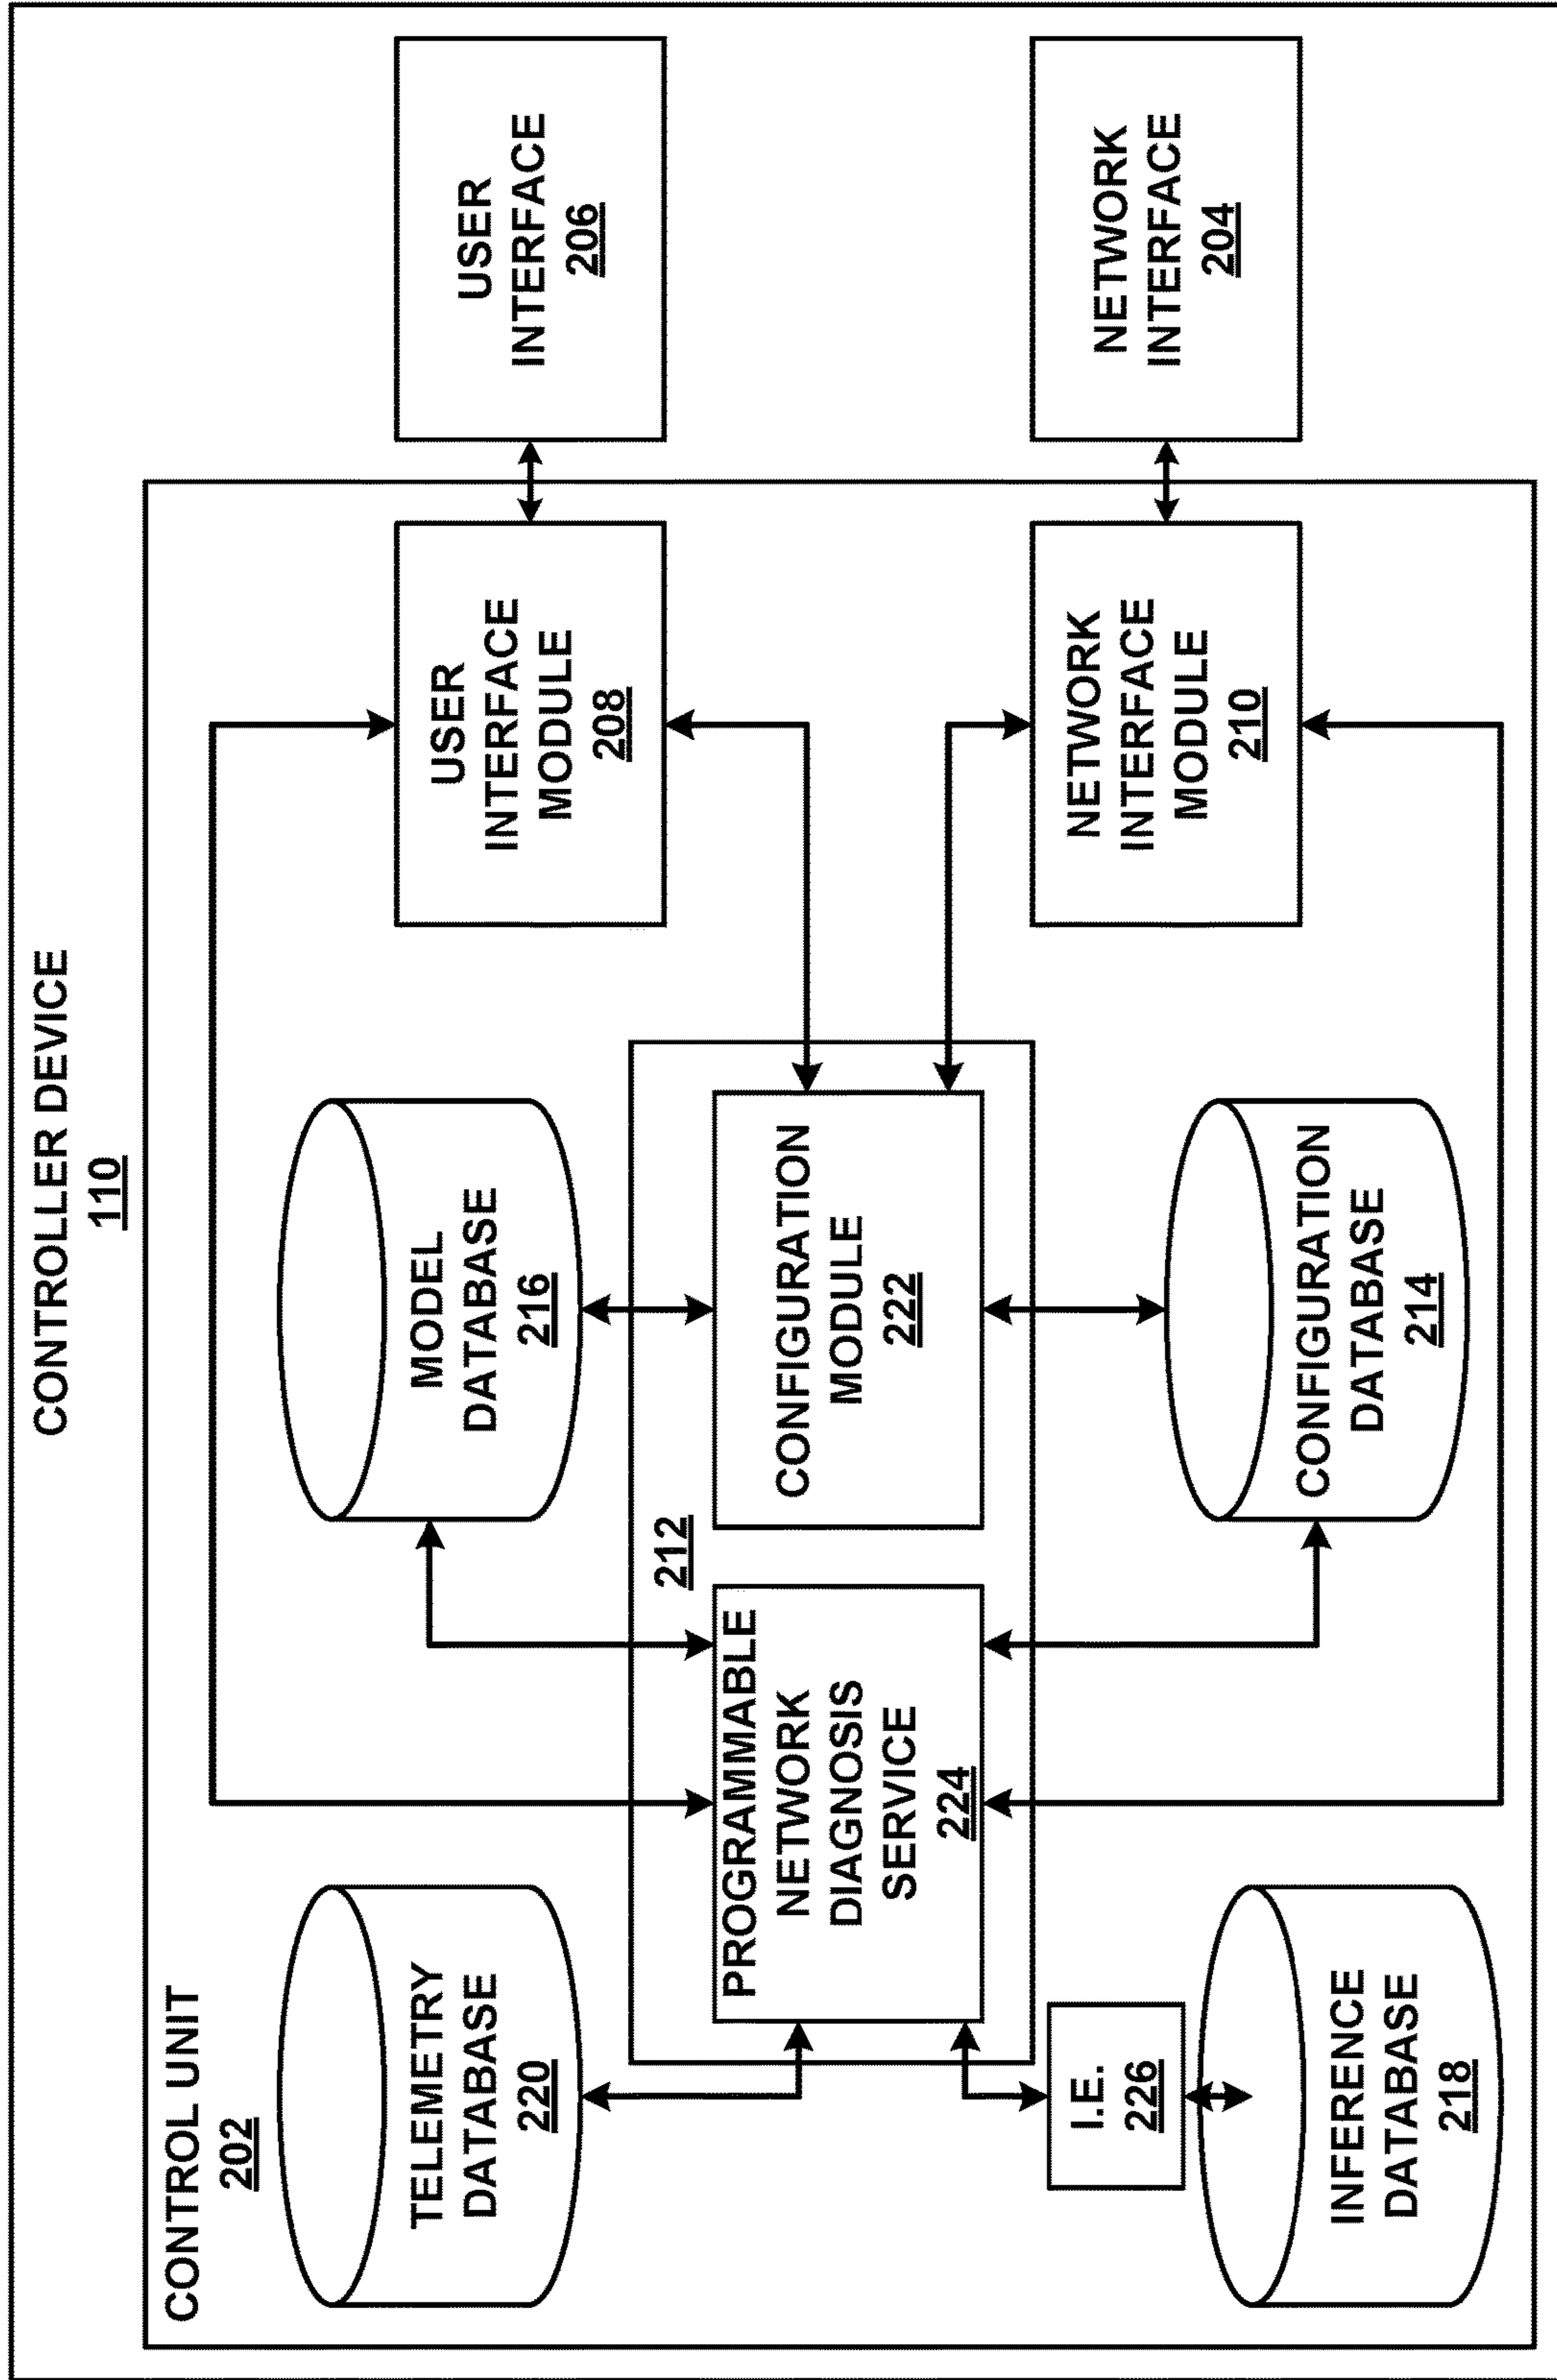 CONTROLLER DEVICE
110
CONTROL UNIT
202
TELEMETRY
DATABASE
220
MODEL
DATABASE
216
USER
INTERFACE
MODULE
208
USER
INTERFACE
206
212
PROGRAMMABLE
NETWORK
DIAGNOSIS
SERVICE
224
CONFIGURATION
MODULE
222
I.E.
226
INFERENCE
DATABASE
218
CONFIGURATION
DATABASE
214
NETWORK
INTERFACE
MODULE
210
NETWORK
INTERFACE
204